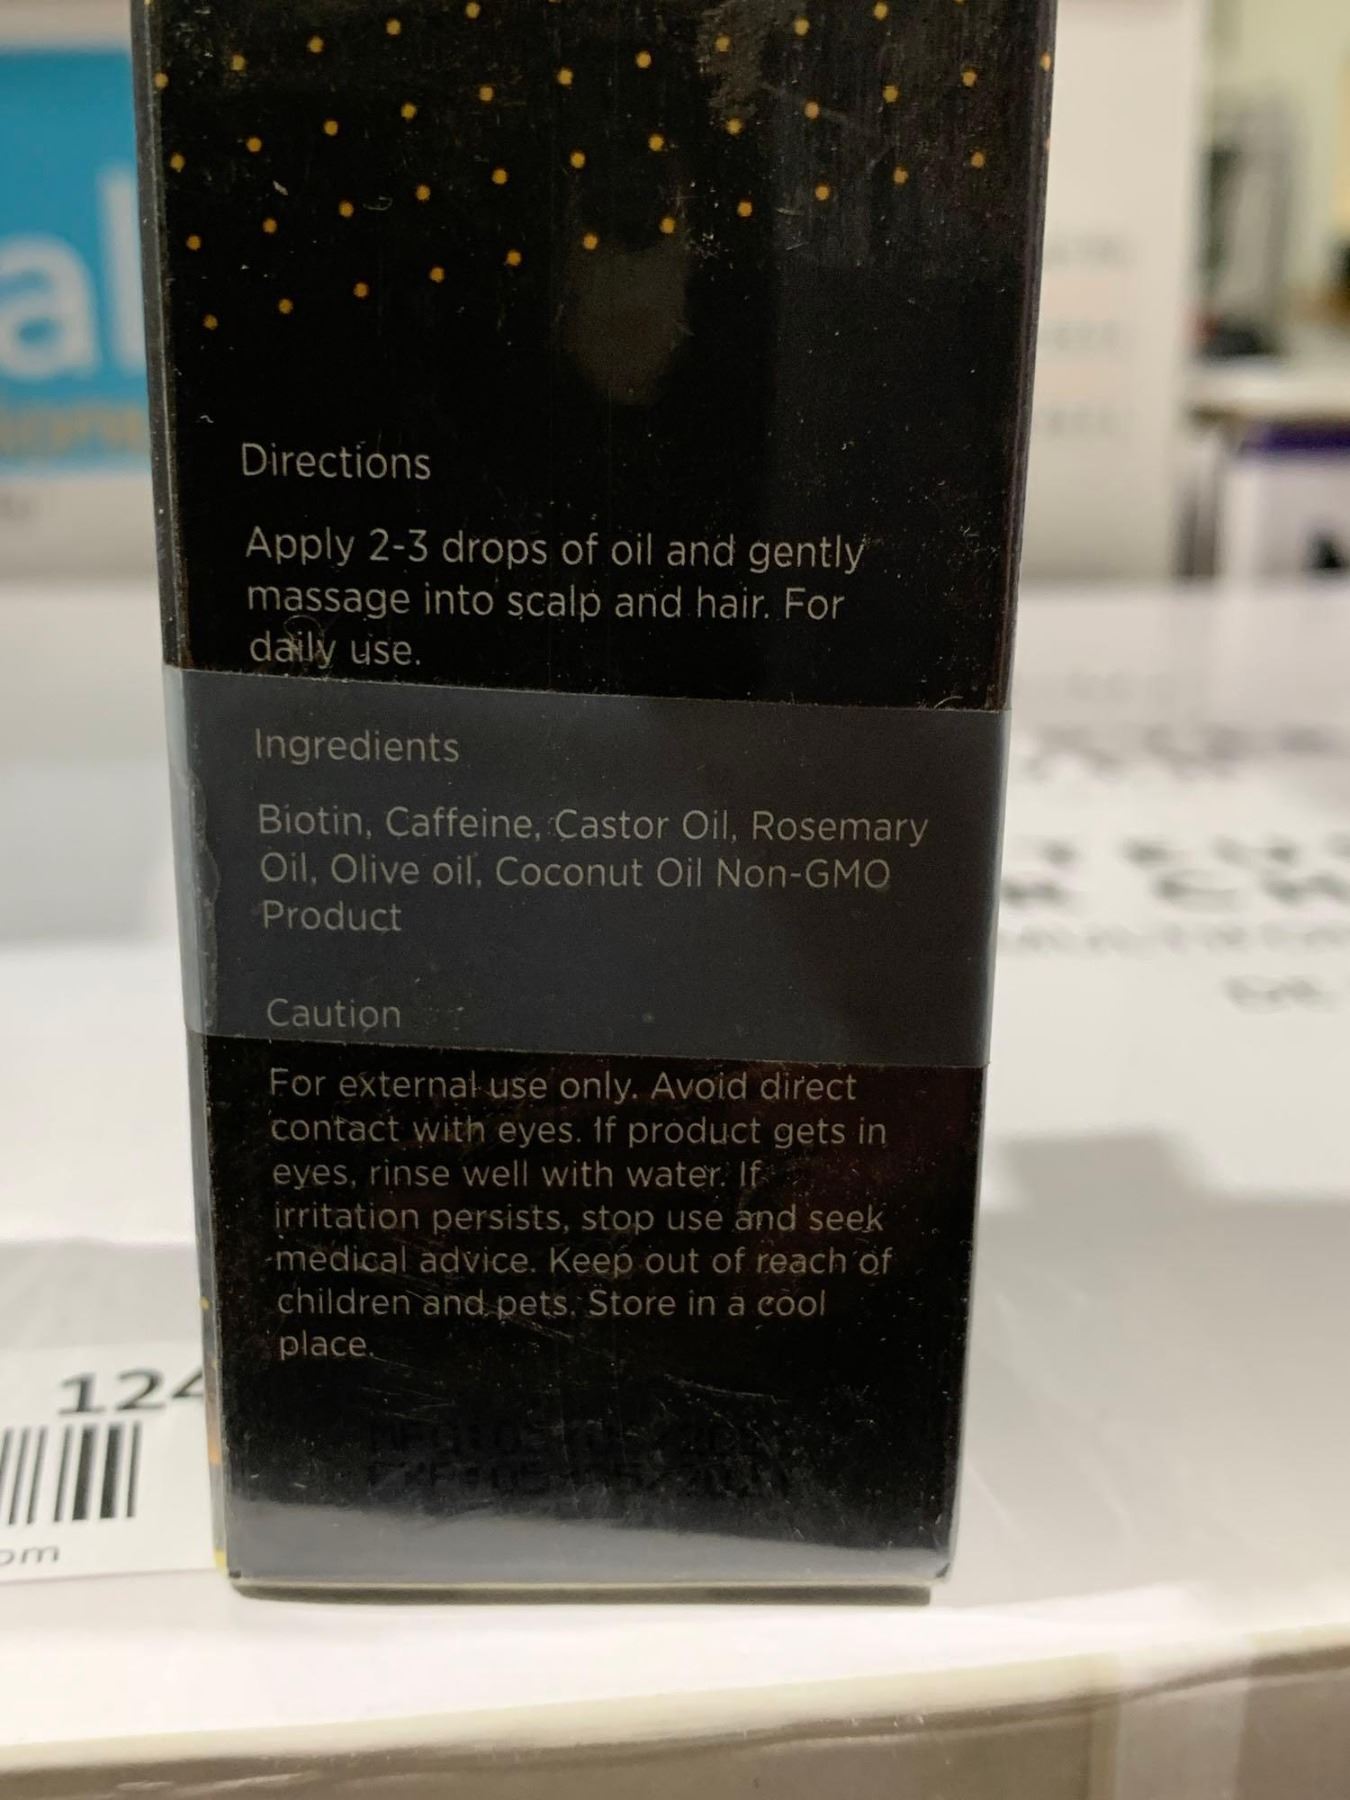 al
Directions
Apply 2-3 drops of oil and gently
massage into scalp and hair. For
daily use.
Ingredients
Biotin, Caffeine, Castor Oil, Rosemary
Oil, Olive oil, Coconut Oil Non-GMO
Product
Caution
For external use only. Avoid direct
contact with eyes. If product gets in
eyes, rinse well with water. If
irritation persists, stop use and seek
medical advice. Keep out of reach of
children and pets. Store in a cool
place.
124
om